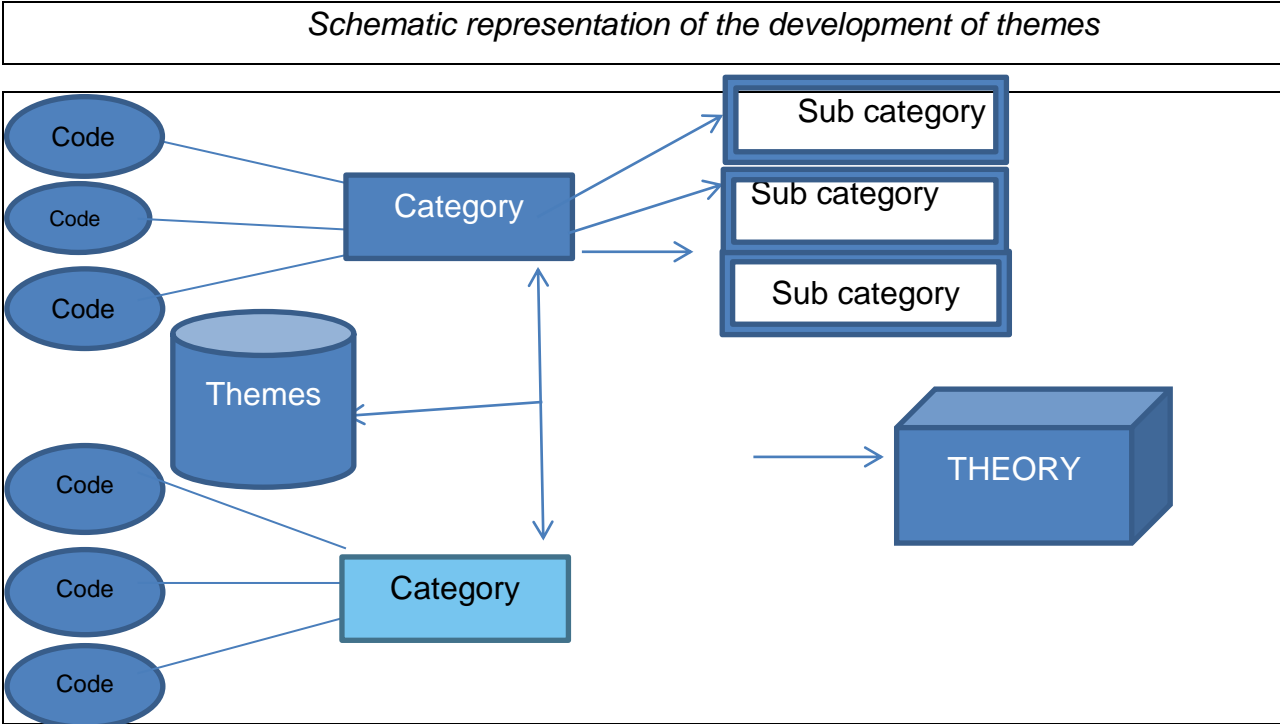 Schematic representation of the development of themes
Code
Code
Code
Category
Sub category
Sub category
Sub category
Themes
THEORY
Code
Code
Code
Category